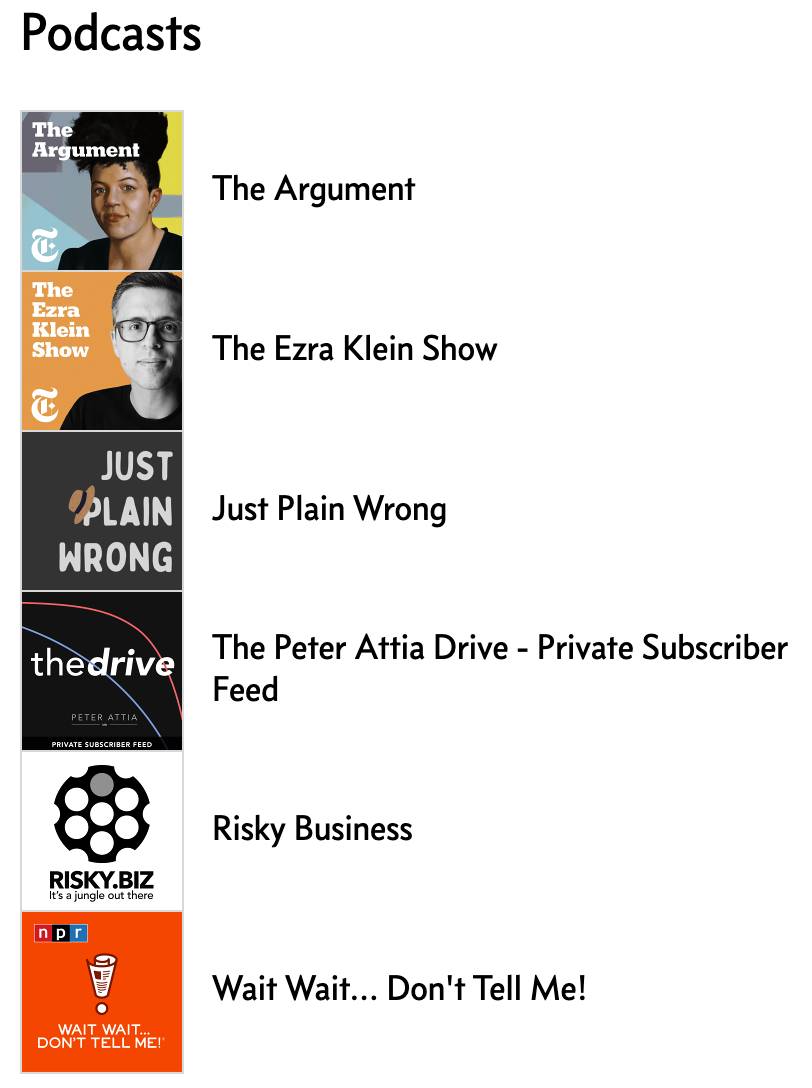 Podcasts
The
Argument
T
The Argument
The
Ezra
Klein
Show
T
The Ezra Klein Show
JUST
PLAIN
WRONG
Just Plain Wrong
thedrive
PETER ATTIA
MD
PRIVATE SUBSCRIBER FEED
The Peter Attia Drive - Private Subscriber
Feed
RISKY.BIZ
It's a jungle out there
Risky Business
npr
WAIT WAIT...
DON'T TELL ME!
Wait Wait... Don't Tell Me!